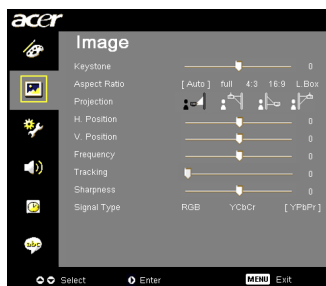 acer
Image
Keystone 0
Aspect Ratio [ Auto ] full 4:3 16:9 L.Box
Projection
H. Position 0
V. Position 0
Frequency 0
Tracking 0
Sharpness 0
Signal Type RGB YCbCr [ YPbPr ]
abc
Select Enter MENU Exit